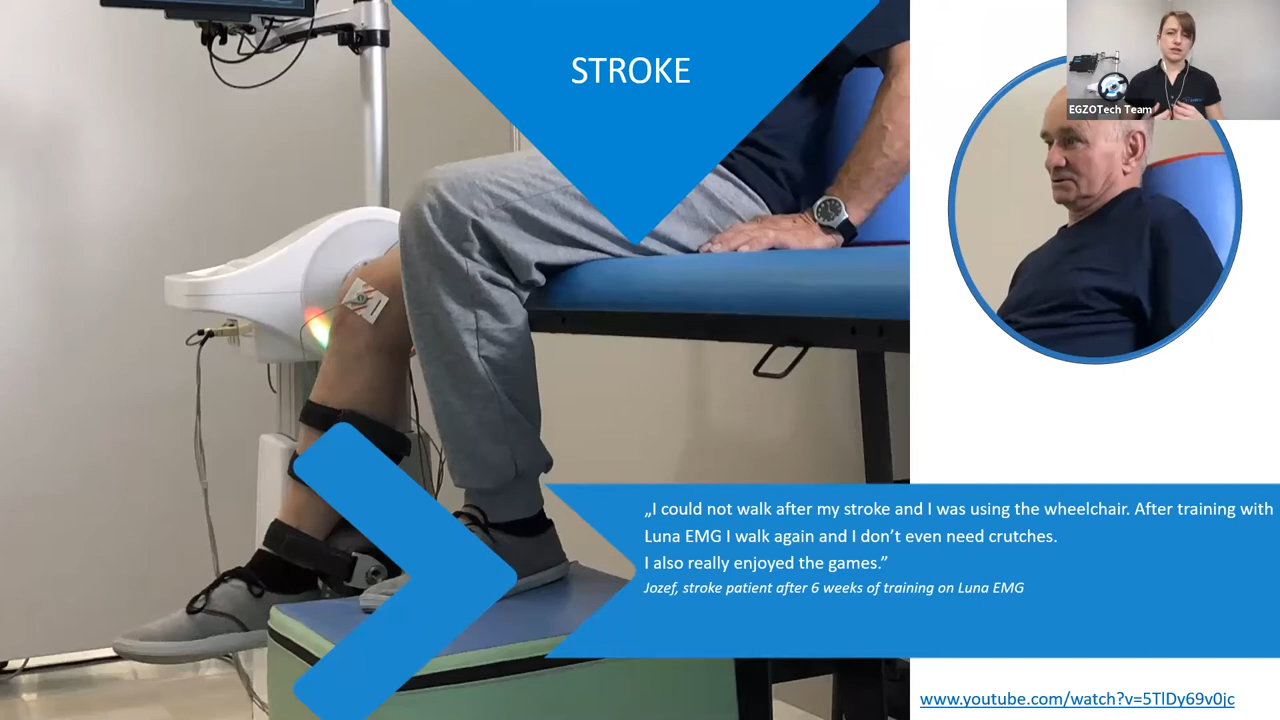 STROKE
EGZOTech Team
„I could not walk after my stroke and I was using the wheelchair. After training with
Luna EMG I walk again and I don’t even need crutches.
I also really enjoyed the games.”
Jozef, stroke patient after 6 weeks of training on Luna EMG
www.youtube.com/watch?v=5TlDy69v0jc